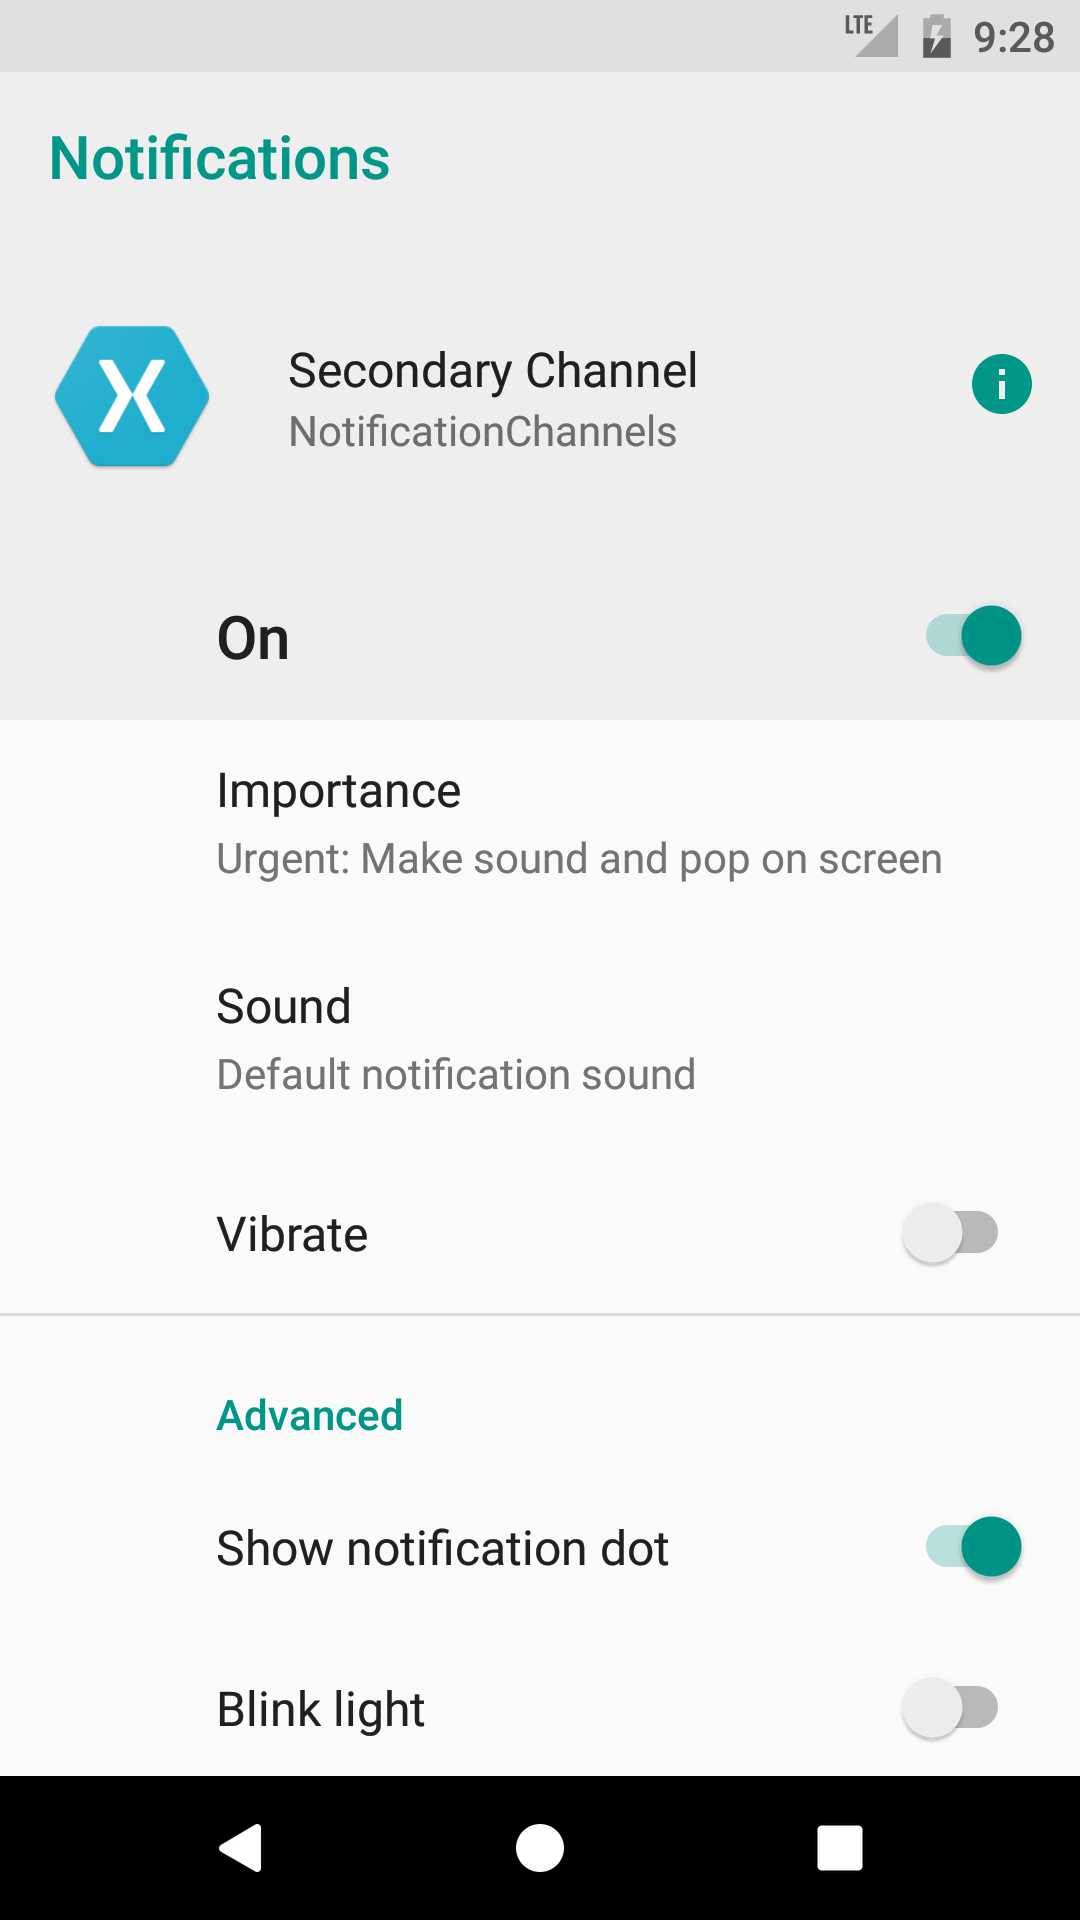 LTE 9:28
Notifications
Secondary Channel
NotificationChannels
On
Importance
Urgent: Make sound and pop on screen
Sound
Default notification sound
Vibrate
Advanced
Show notification dot
Blink light